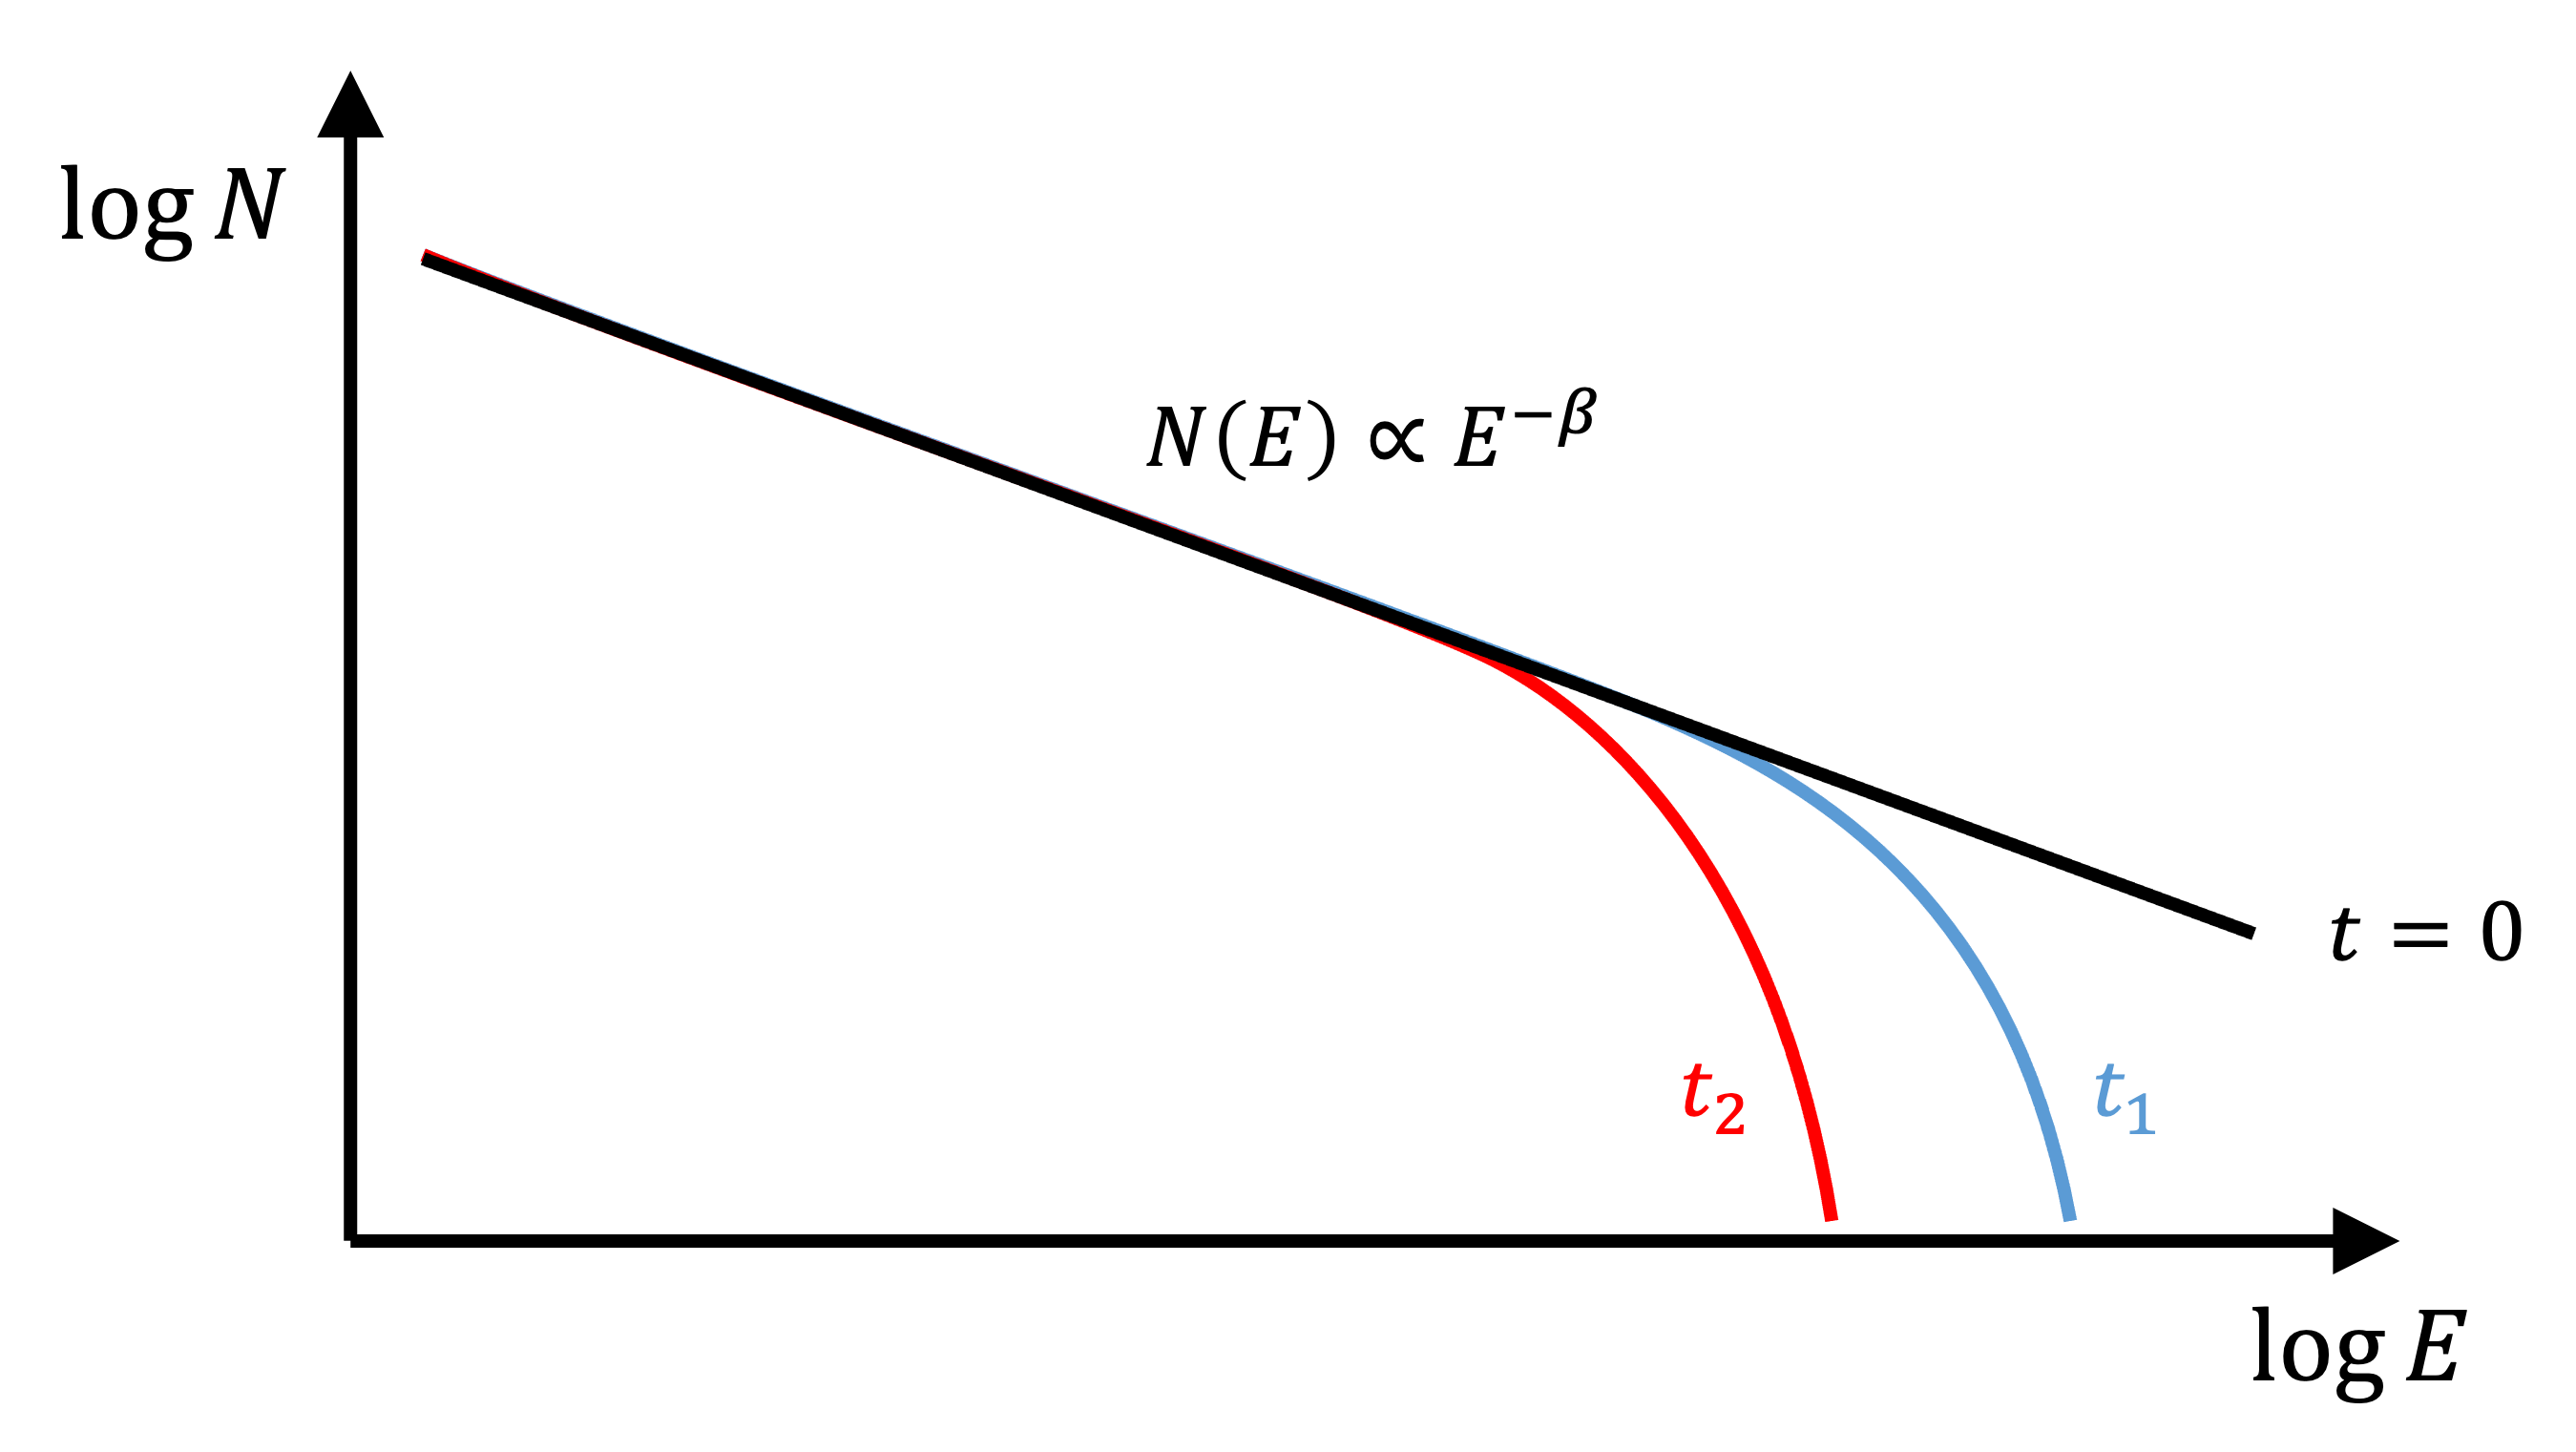 log N
N(E) ∝ E^{−β}
t = 0
t₂
t₁
log E